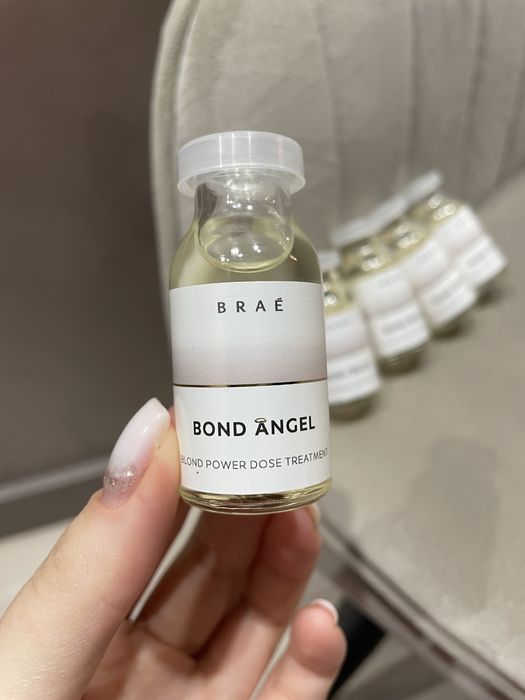 BRAÉ
BOND ANGEL
BLOND POWER DOSE TREATMENT